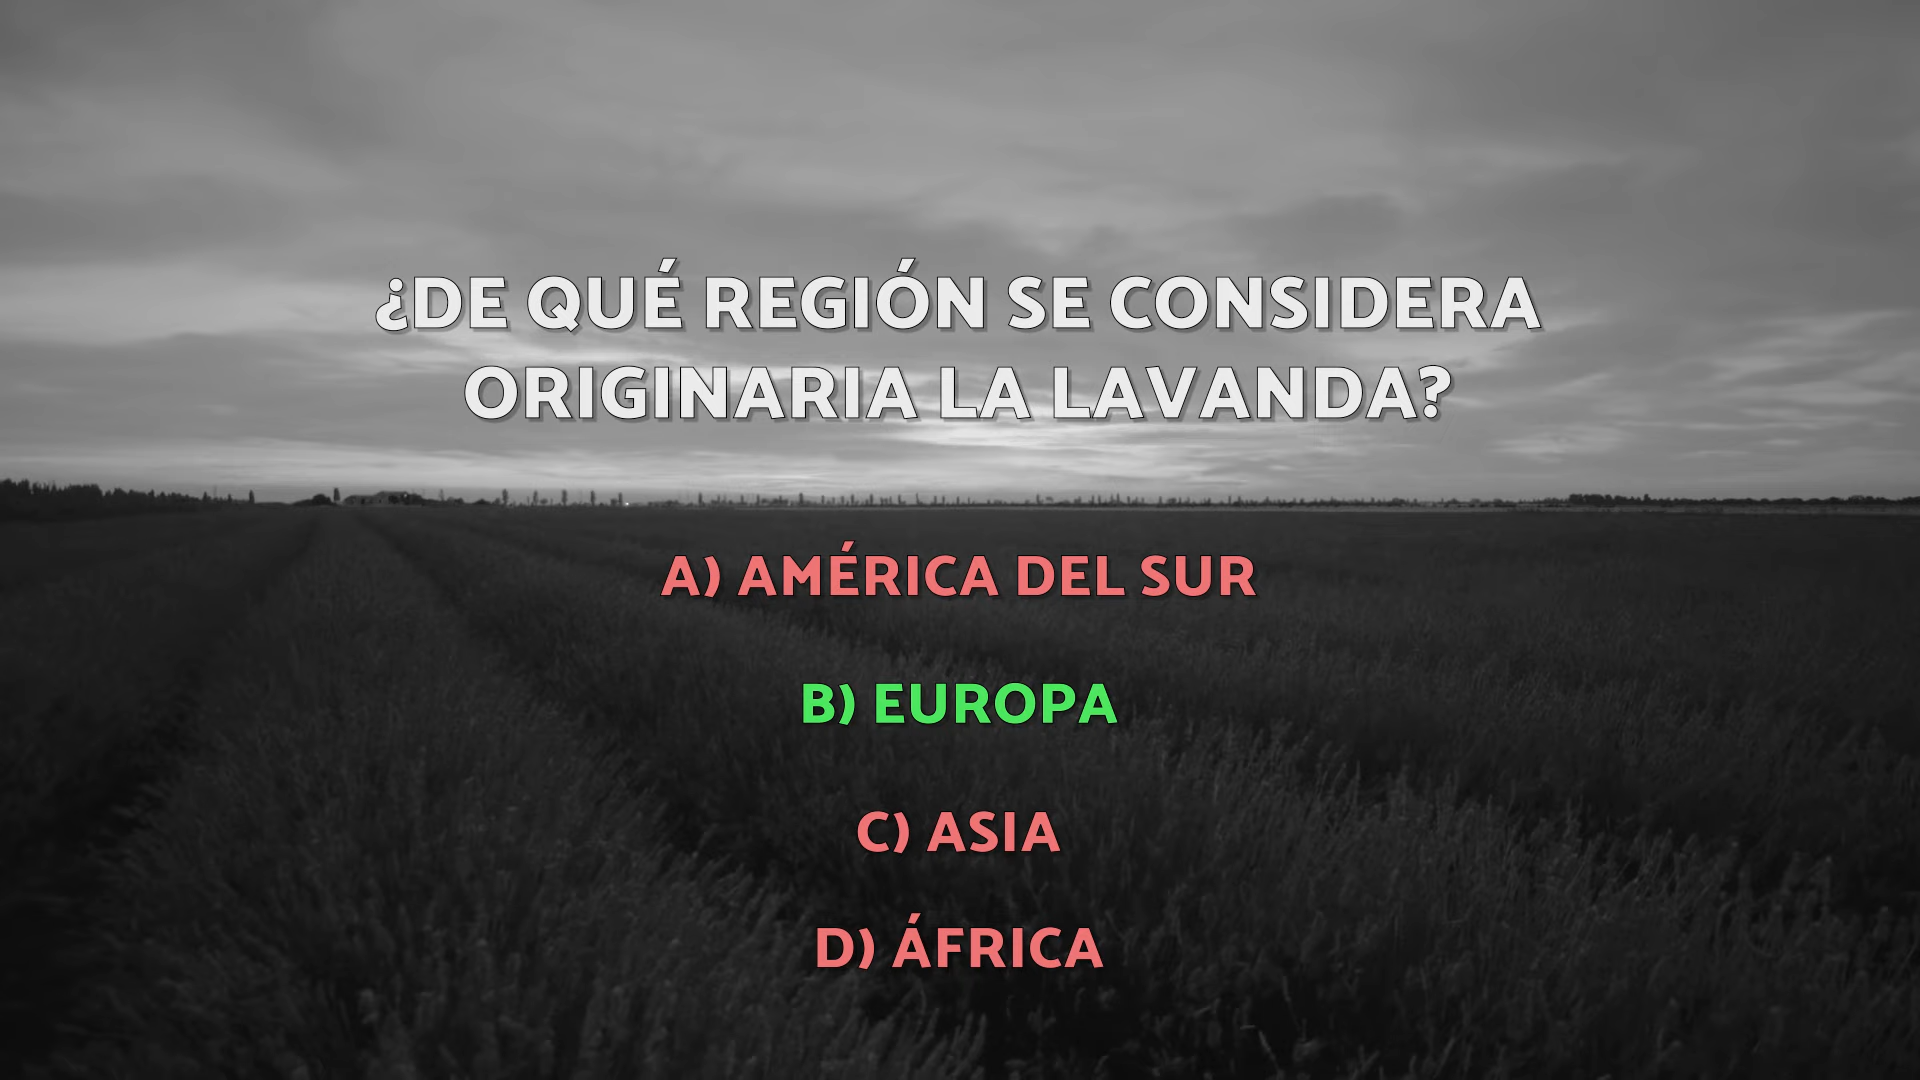 ¿DE QUÉ REGIÓN SE CONSIDERA
ORIGINARIA LA LAVANDA?
A) AMÉRICA DEL SUR
B) EUROPA
C) ASIA
D) ÁFRICA